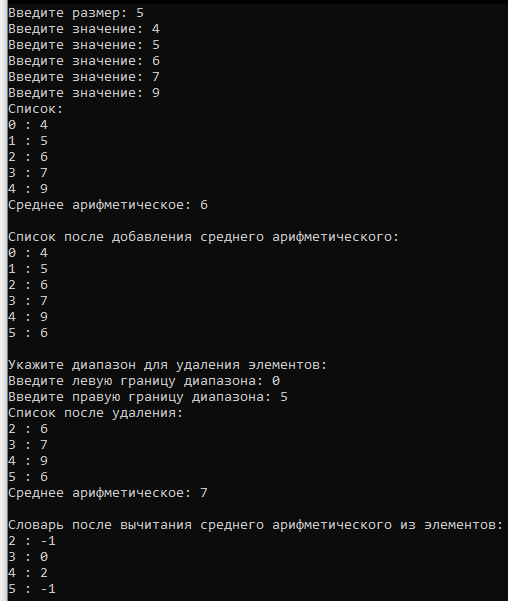 Введите размер: 5
Введите значение: 4
Введите значение: 5
Введите значение: 6
Введите значение: 7
Введите значение: 9
Список:
0 : 4
1 : 5
2 : 6
3 : 7
4 : 9
Среднее арифметическое: 6
Список после добавления среднего арифметического:
0 : 4
1 : 5
2 : 6
3 : 7
4 : 9
5 : 6
Укажите диапазон для удаления элементов:
Введите левую границу диапазона: 0
Введите правую границу диапазона: 5
Список после удаления:
2 : 6
3 : 7
4 : 9
5 : 6
Среднее арифметическое: 7
Словарь после вычитания среднего арифметического из элементов:
2 : -1
3 : 0
4 : 2
5 : -1